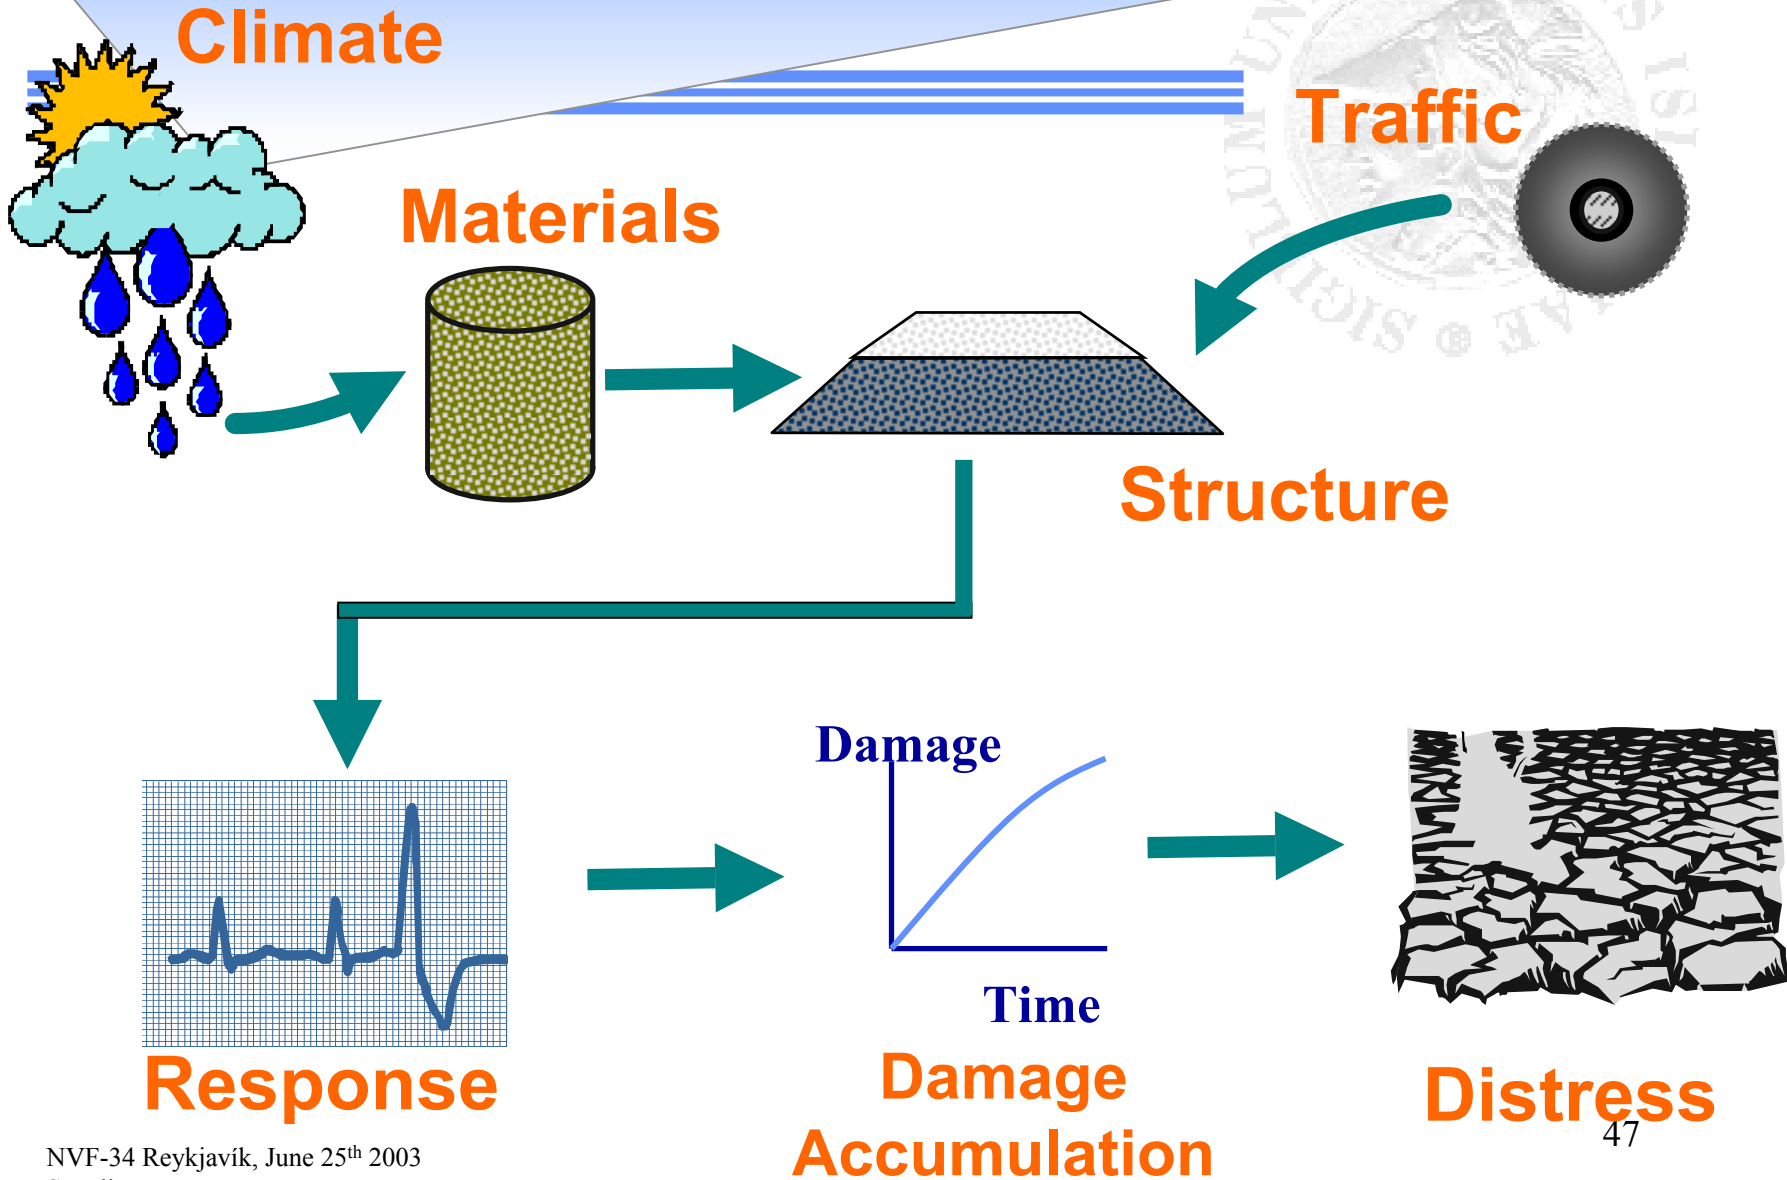 Climate
Traffic
Materials
Structure
Damage
Time
Response
Damage
Accumulation
Distress
47
NVF-34 Reykjavík, June 25th 2003